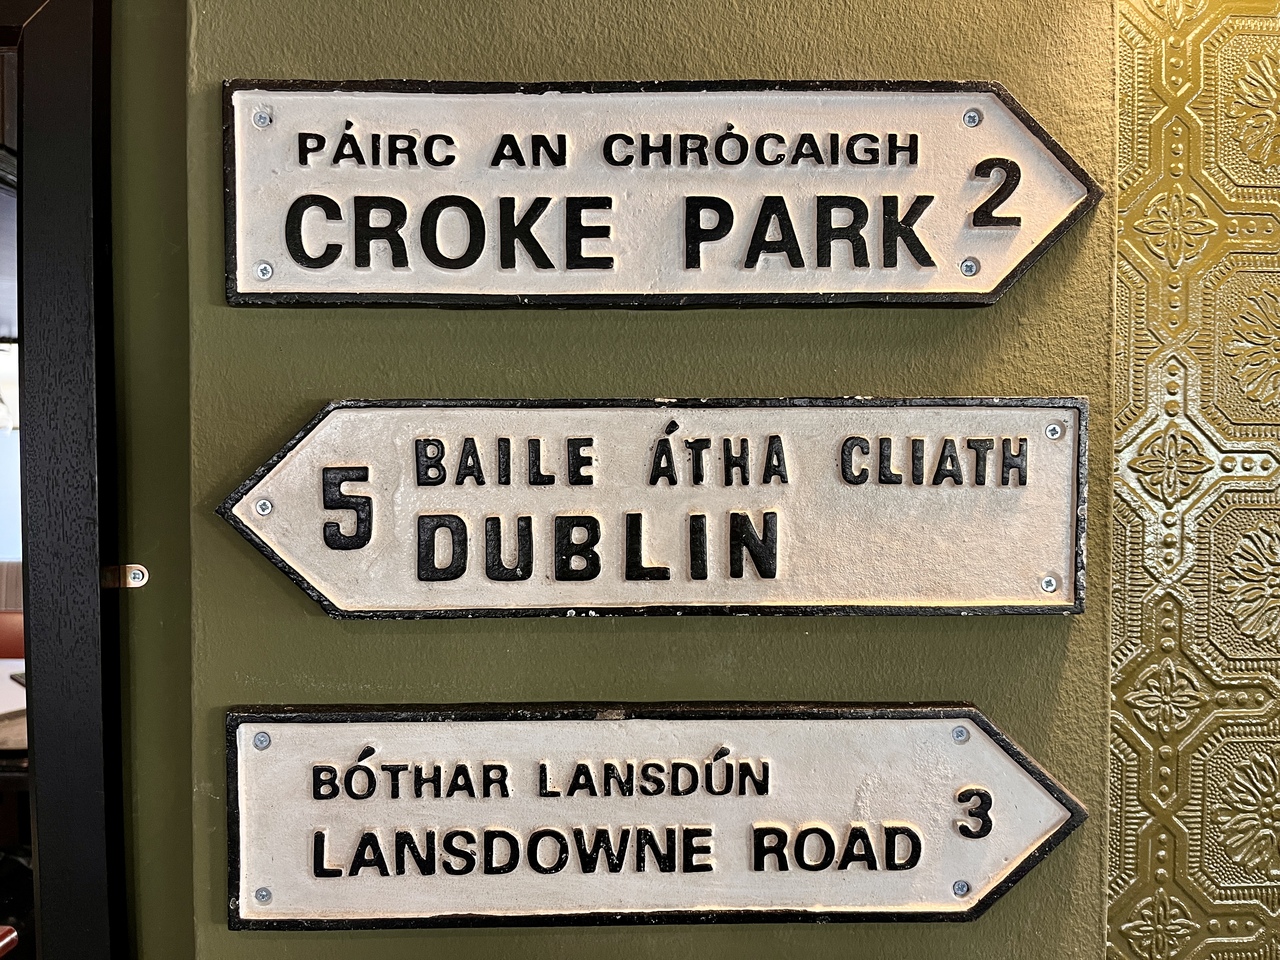 PÁIRC AN CHRÓCAIGH
CROKE PARK 2
BAILE ÁTHA CLIATH
5 DUBLIN
BÓTHAR LANSDÚN
LANSDOWNE ROAD 3